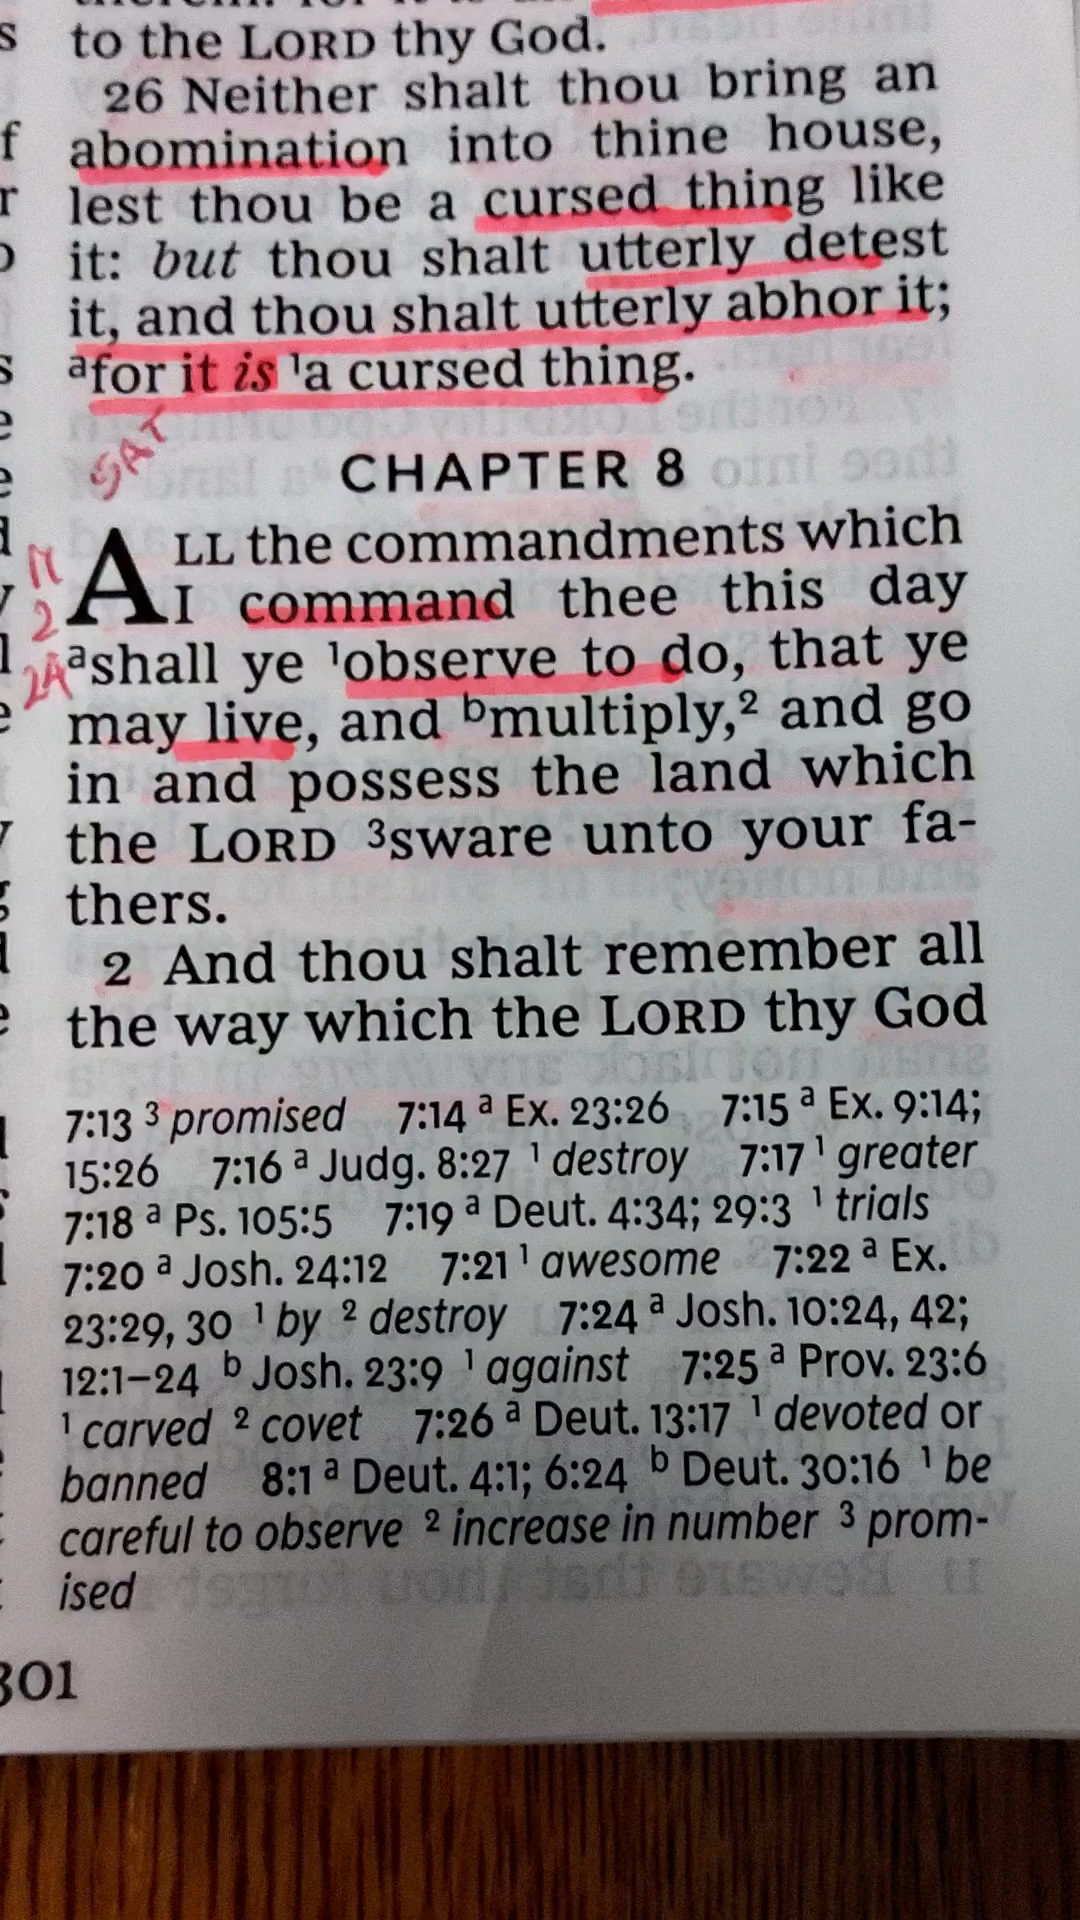 to the LORD thy God.
26 Neither shalt thou bring an
abomination into thine house,
lest thou be a cursed thing like
it: but thou shalt utterly detest
it, and thou shalt utterly abhor it;
ᵃfor it is ¹a cursed thing.
SAT
CHAPTER 8
ALL the commandments which
I command thee this day
2
ᵃshall ye ¹observe to do, that ye
2A
may live, and ᵇmultiply,² and go
in and possess the land which
the LORD ³sware unto your fa-
thers.
2 And thou shalt remember all
the way which the LORD thy God
7:13 ³ promised 7:14 ᵃ Ex. 23:26 7:15 ᵃ Ex. 9:14;
15:26 7:16 ᵃ Judg. 8:27 ¹ destroy 7:17 ¹ greater
7:18 ᵃ Ps. 105:5 7:19 ᵃ Deut. 4:34; 29:3 ¹ trials
7:20 ᵃ Josh. 24:12 7:21 ¹ awesome 7:22 ᵃ Ex.
23:29, 30 ¹ by ² destroy 7:24 ᵃ Josh. 10:24, 42;
12:1–24 ᵇ Josh. 23:9 ¹ against 7:25 ᵃ Prov. 23:6
¹ carved ² covet 7:26 ᵃ Deut. 13:17 ¹ devoted or
banned 8:1 ᵃ Deut. 4:1; 6:24 ᵇ Deut. 30:16 ¹ be
careful to observe ² increase in number ³ prom-
ised
301